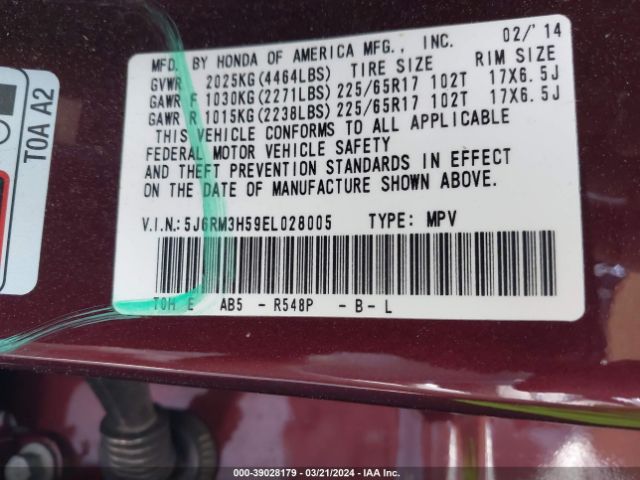 02/'14
MFD. BY HONDA OF AMERICA MFG., INC.
GVWR 2025KG(4464LBS) TIRE SIZE RIM SIZE
GAWR F 1030KG(2271LBS) 225/65R17 102T 17X6.5J
GAWR R 1015KG(2238LBS) 225/65R17 102T 17X6.5J
THIS VEHICLE CONFORMS TO ALL APPLICABLE
FEDERAL MOTOR VEHICLE SAFETY
AND THEFT PREVENTION STANDARDS IN EFFECT
ON THE DATE OF MANUFACTURE SHOWN ABOVE.
V.I.N.:5J6RM3H59EL028005 TYPE: MPV
T0H E AB5 - R548P - B - L
T0A A2
000-39028179 - 03/21/2024 - IAA Inc.